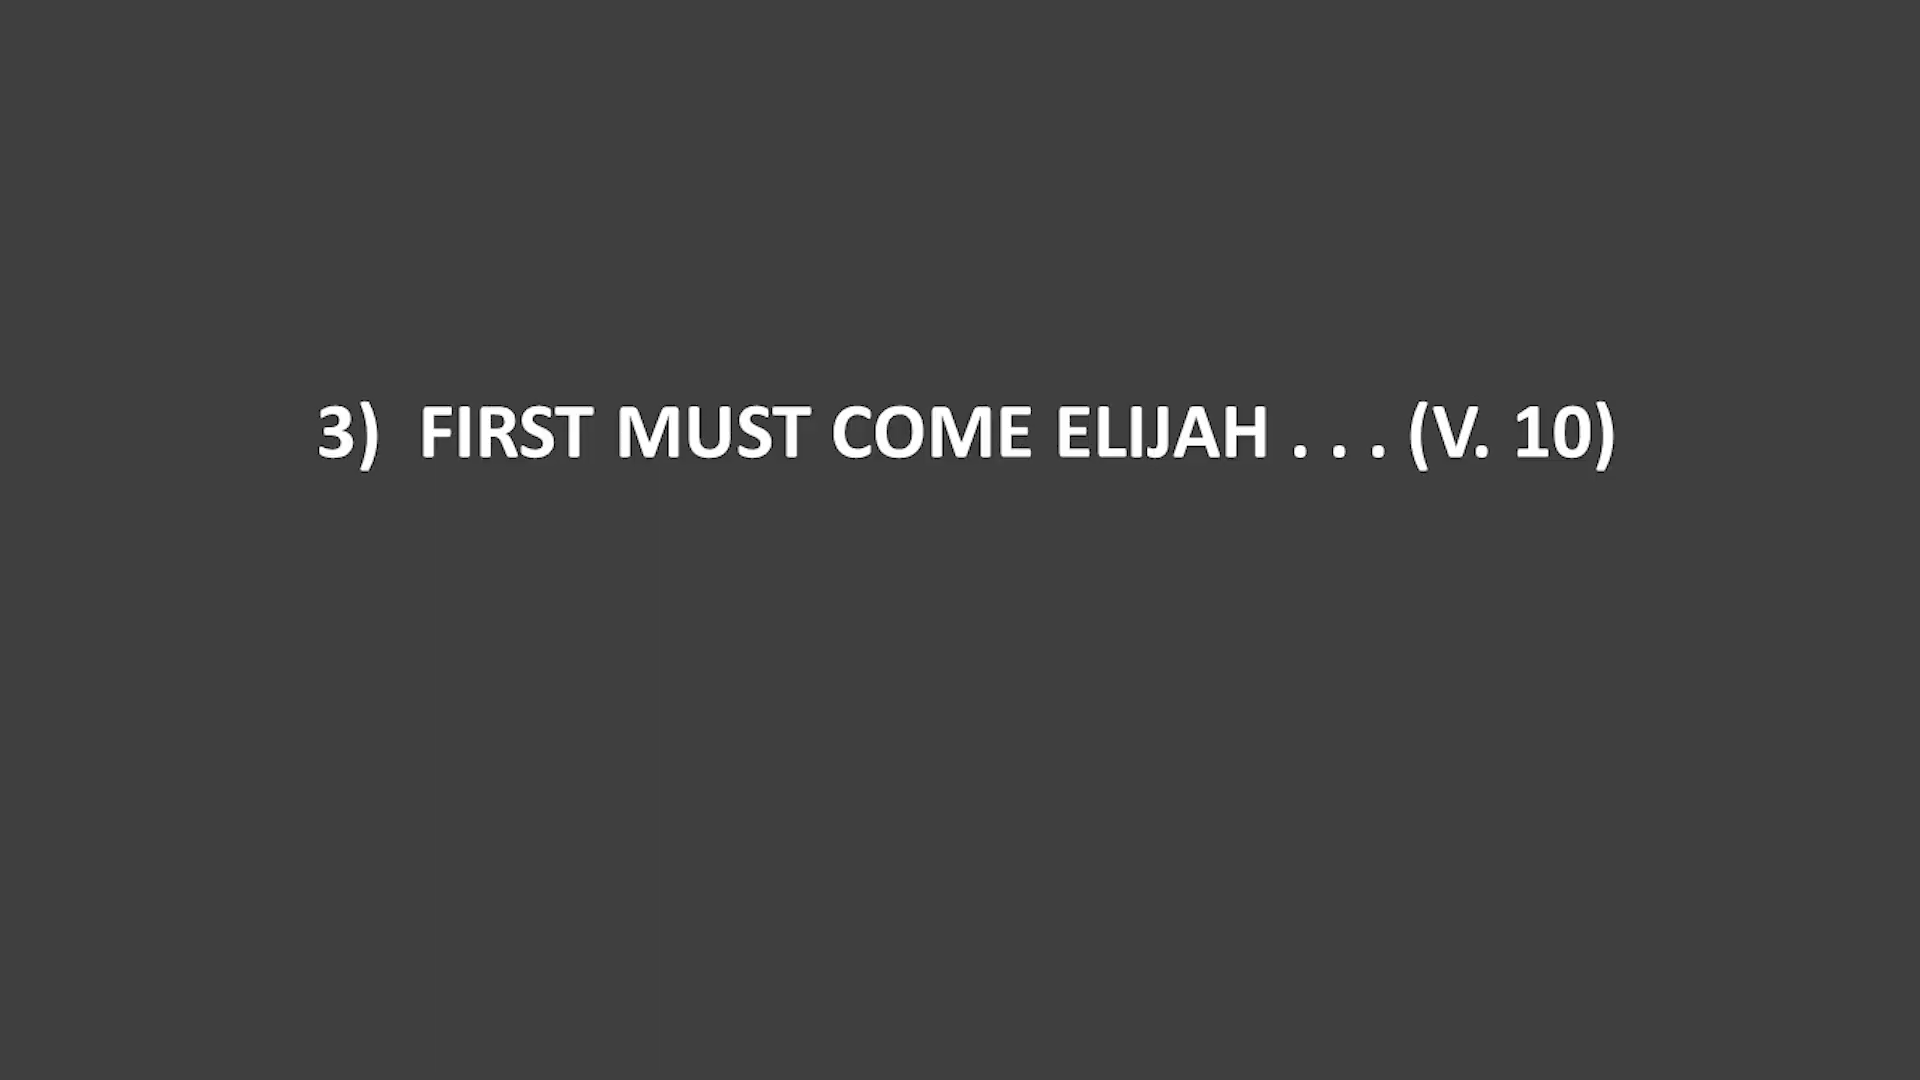 3) FIRST MUST COME ELIJAH . . . (V. 10)